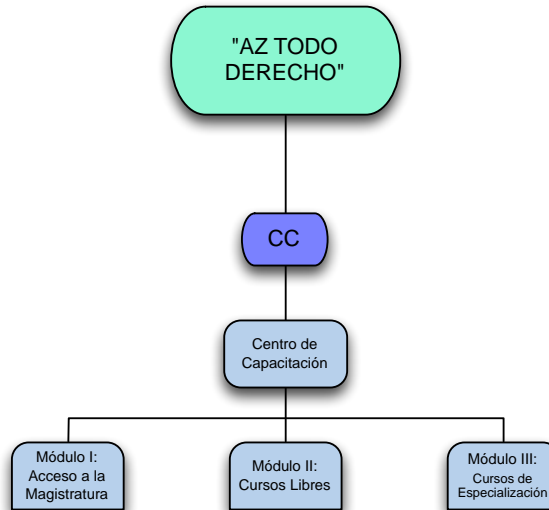 "AZ TODO
DERECHO"
CC
Centro de
Capacitación
Módulo I:
Acceso a la
Magistratura
Módulo II:
Cursos Libres
Módulo III:
Cursos de
Especialización